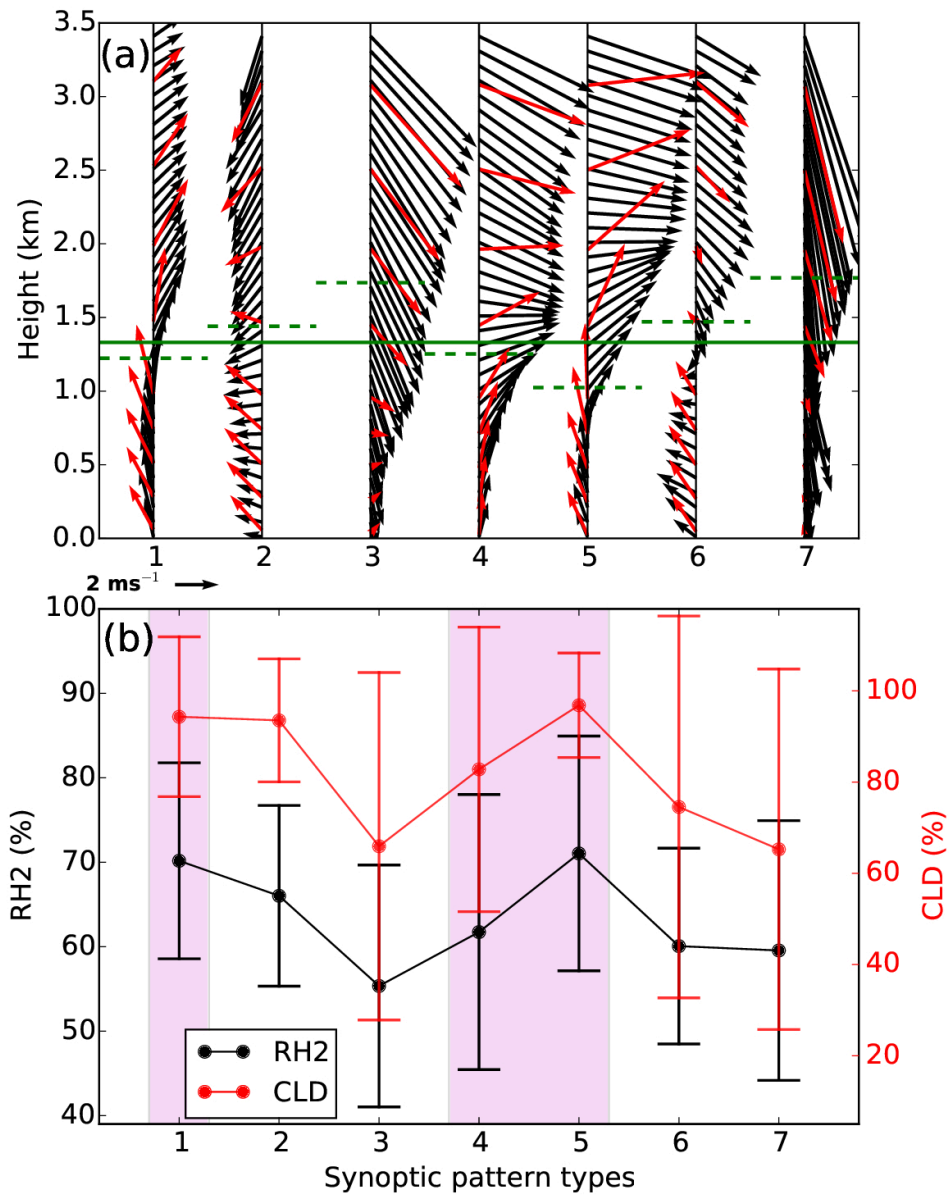 (a)
Height (km)
3.5
3.0
2.5
2.0
1.5
1.0
0.5
0.0
1 2 3 4 5 6 7
2 ms⁻¹
(b)
RH2 (%)
100
90
80
70
60
50
40
CLD (%)
100
80
60
40
20
RH2
CLD
1 2 3 4 5 6 7
Synoptic pattern types